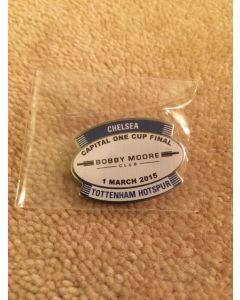 CHELSEA
CAPITAL ONE CUP FINAL
BOBBY MOORE
CLUB
1 MARCH 2015
TOTTENHAM HOTSPUR